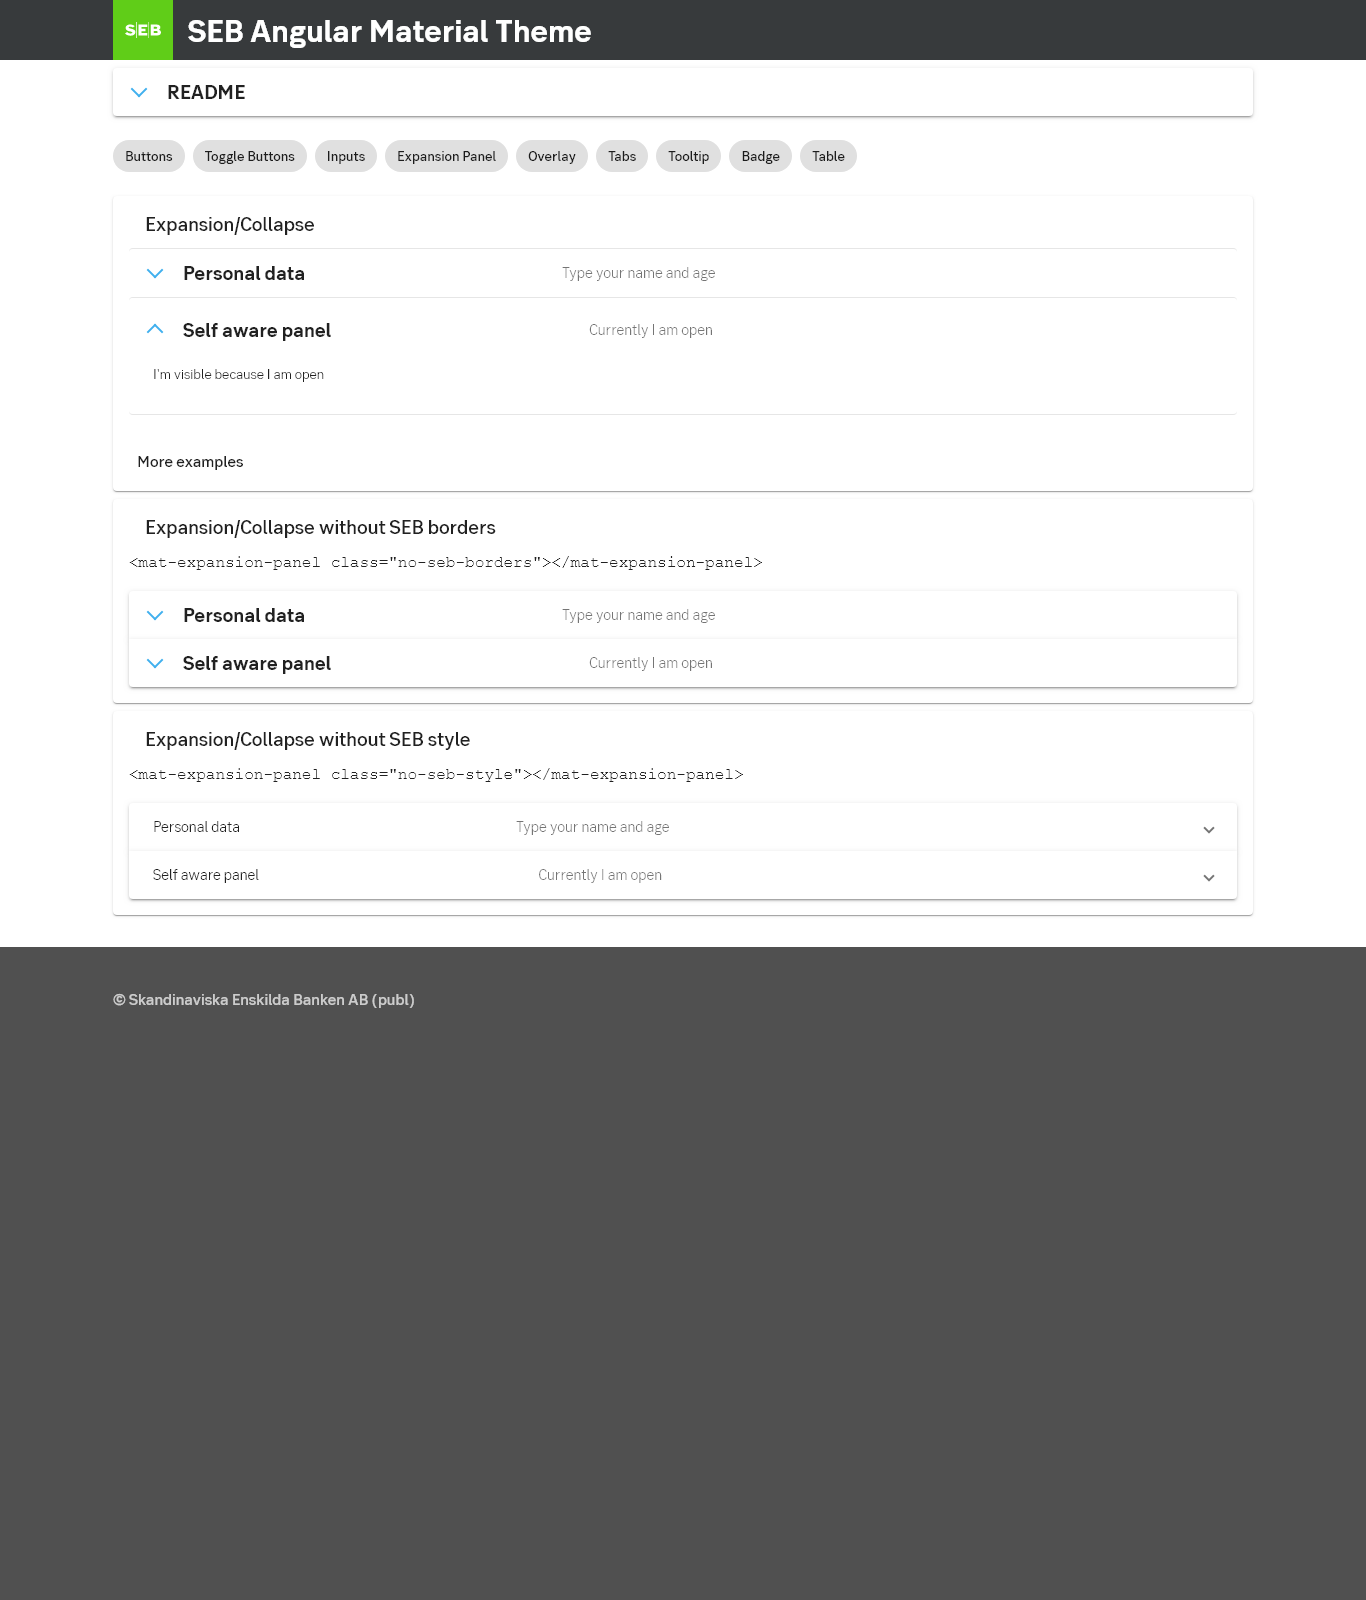 SEB
SEB Angular Material Theme
README
Buttons Toggle Buttons Inputs Expansion Panel Overlay Tabs Tooltip Badge Table
Expansion/Collapse
Personal data Type your name and age
Self aware panel Currently I am open
I'm visible because I am open
More examples
Expansion/Collapse without SEB borders
<mat-expansion-panel class="no-seb-borders"></mat-expansion-panel>
Personal data Type your name and age
Self aware panel Currently I am open
Expansion/Collapse without SEB style
<mat-expansion-panel class="no-seb-style"></mat-expansion-panel>
Personal data Type your name and age
Self aware panel Currently I am open
© Skandinaviska Enskilda Banken AB (publ)